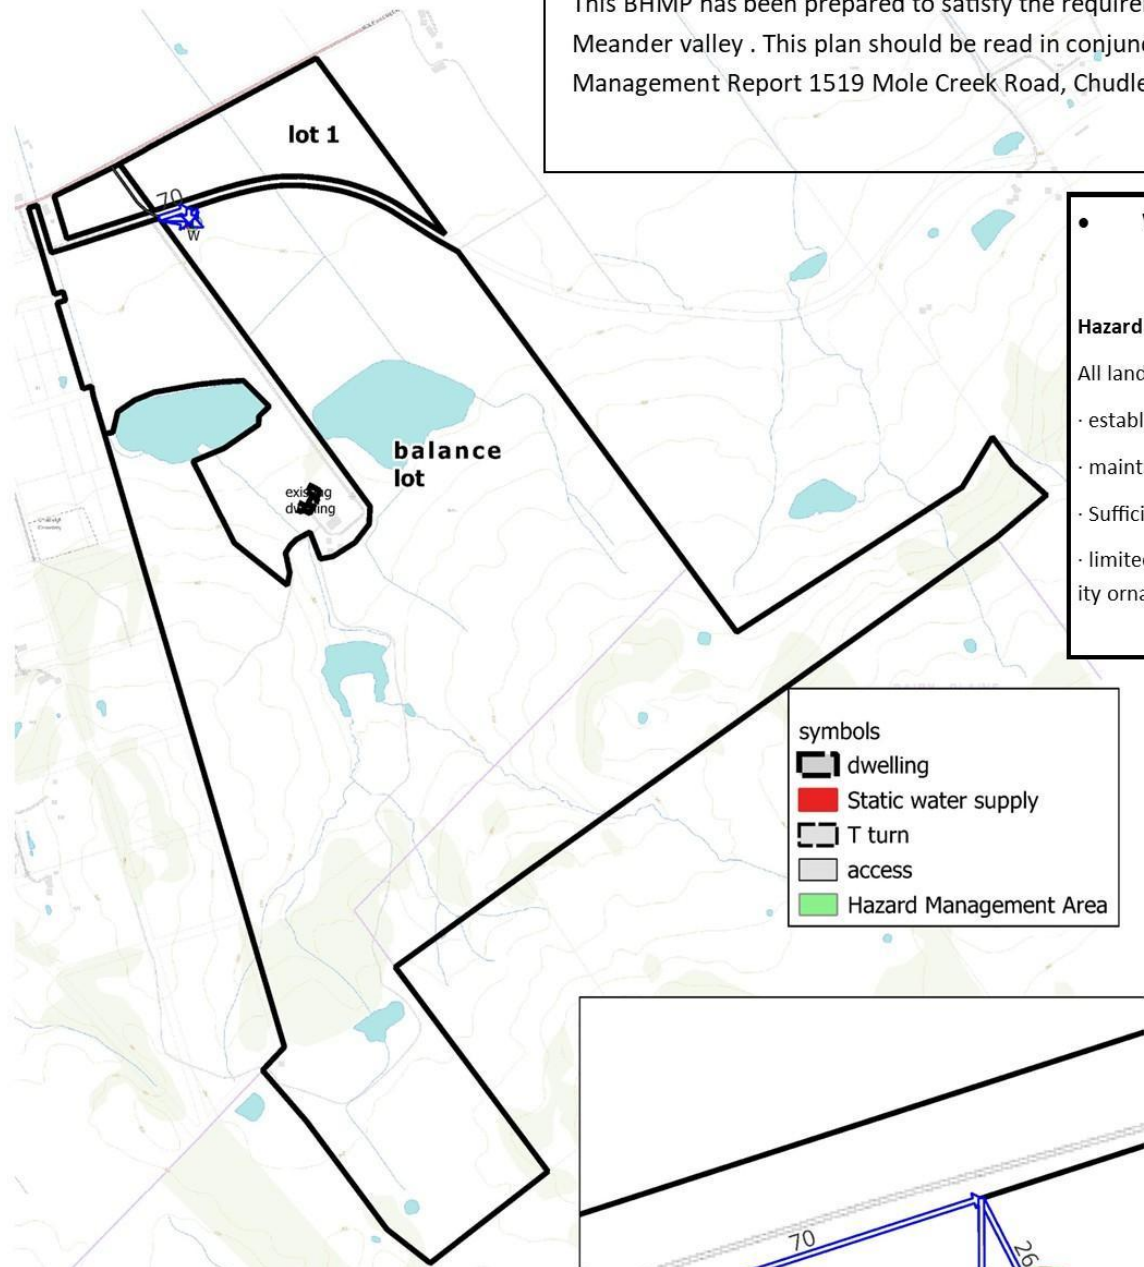 This BHMP has been prepared to satisfy the require
Meander valley . This plan should be read in conjun
Management Report 1519 Mole Creek Road, Chudle
lot 1
70
W
Hazard
All land
· establ
· maint
· Suffici
· limited
ity orna
balance
lot
existing
dwelling
symbols
dwelling
Static water supply
T turn
access
Hazard Management Area
70
26